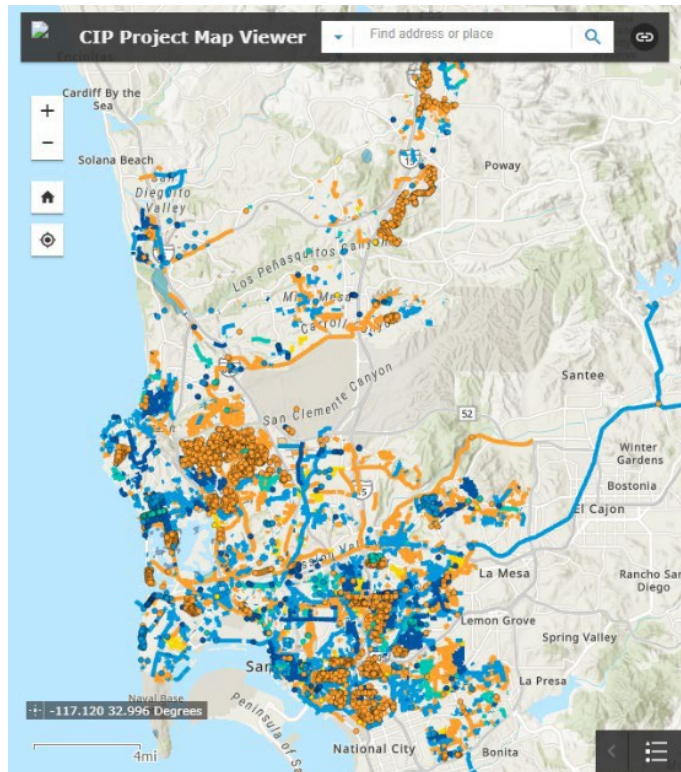 CIP Project Map Viewer
Find address or place
Encinitas
Cardiff By the
Sea
+
−
Solana Beach
San
Dieguito
Valley
15
Poway
Los Peñasquitos Canyon
Mira Mesa
Carroll Canyon
San Clemente Canyon
52
Santee
Winter
Gardens
Bostonia
El Cajon
La Mesa
Rancho San
Diego
Lemon Grove
Spring Valley
La Presa
San
Naval Base
-117.120 32.996 Degrees
Peninsula of Sa
4mi
National City
Bonita